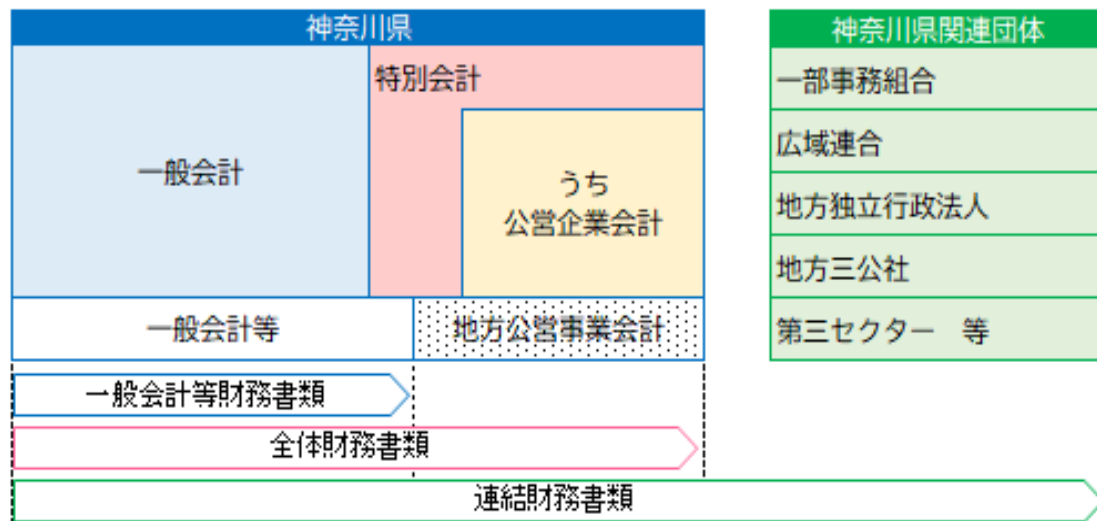 神奈川県
特別会計
一般会計
うち
公営企業会計
一般会計等
地方公営事業会計
神奈川県関連団体
一部事務組合
広域連合
地方独立行政法人
地方三公社
第三セクター　等
一般会計等財務書類
全体財務書類
連結財務書類